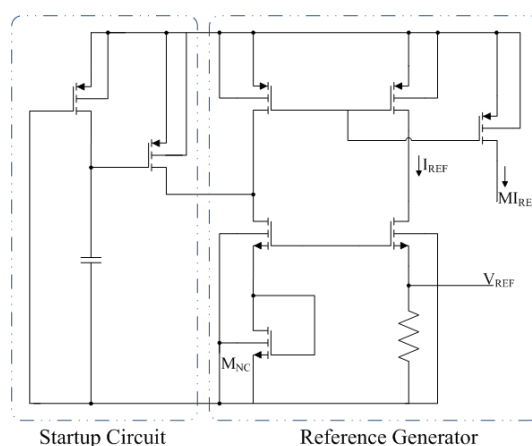 I_REF
MI_RE
V_REF
M_NC
Startup Circuit
Reference Generator